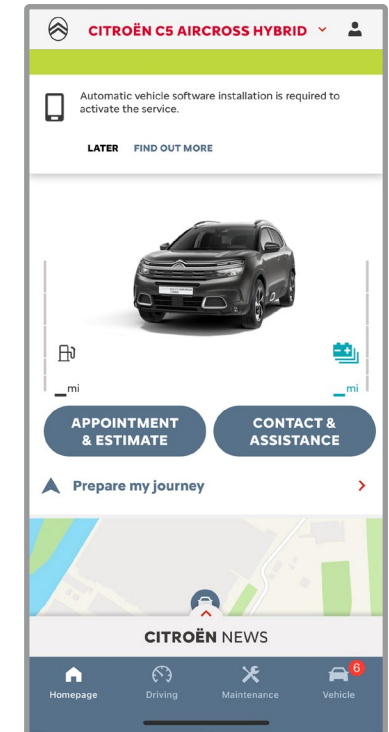 CITROËN C5 AIRCROSS HYBRID
Automatic vehicle software installation is required to
activate the service.
LATER FIND OUT MORE
_mi _mi
APPOINTMENT
& ESTIMATE
CONTACT &
ASSISTANCE
Prepare my journey
CITROËN NEWS
6
Homepage Driving Maintenance Vehicle